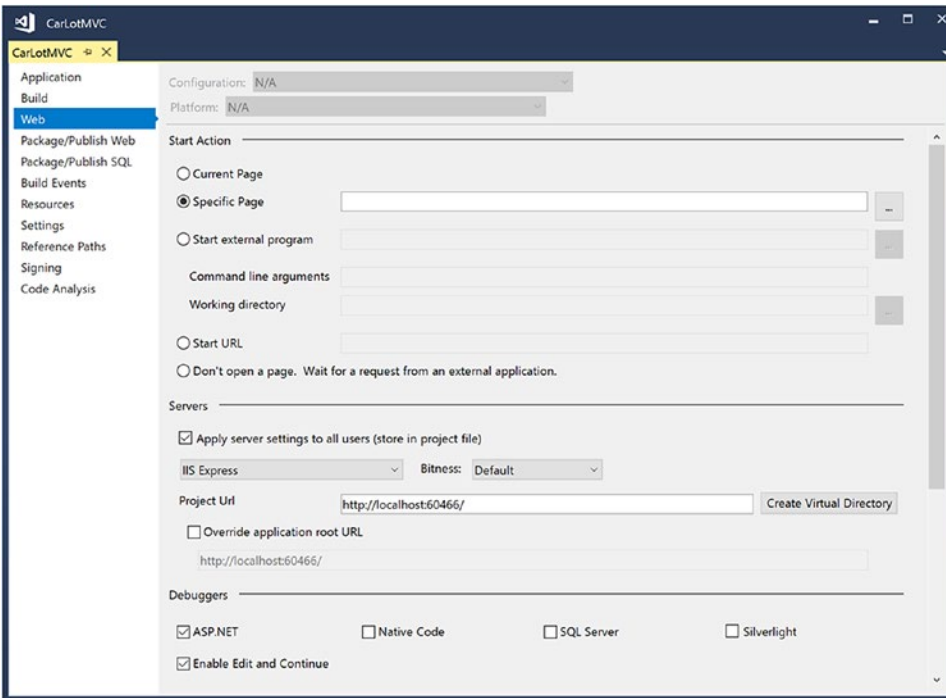 CarLotMVC
CarLotMVC
Application
Build
Web
Package/Publish Web
Package/Publish SQL
Build Events
Resources
Settings
Reference Paths
Signing
Code Analysis
Configuration: N/A
Platform: N/A
Start Action
Current Page
Specific Page
...
Start external program
...
Command line arguments
Working directory
...
Start URL
Don't open a page. Wait for a request from an external application.
Servers
Apply server settings to all users (store in project file)
IIS Express Bitness: Default
Project Url http://localhost:60466/ Create Virtual Directory
Override application root URL
http://localhost:60466/
Debuggers
ASP.NET Native Code SQL Server Silverlight
Enable Edit and Continue